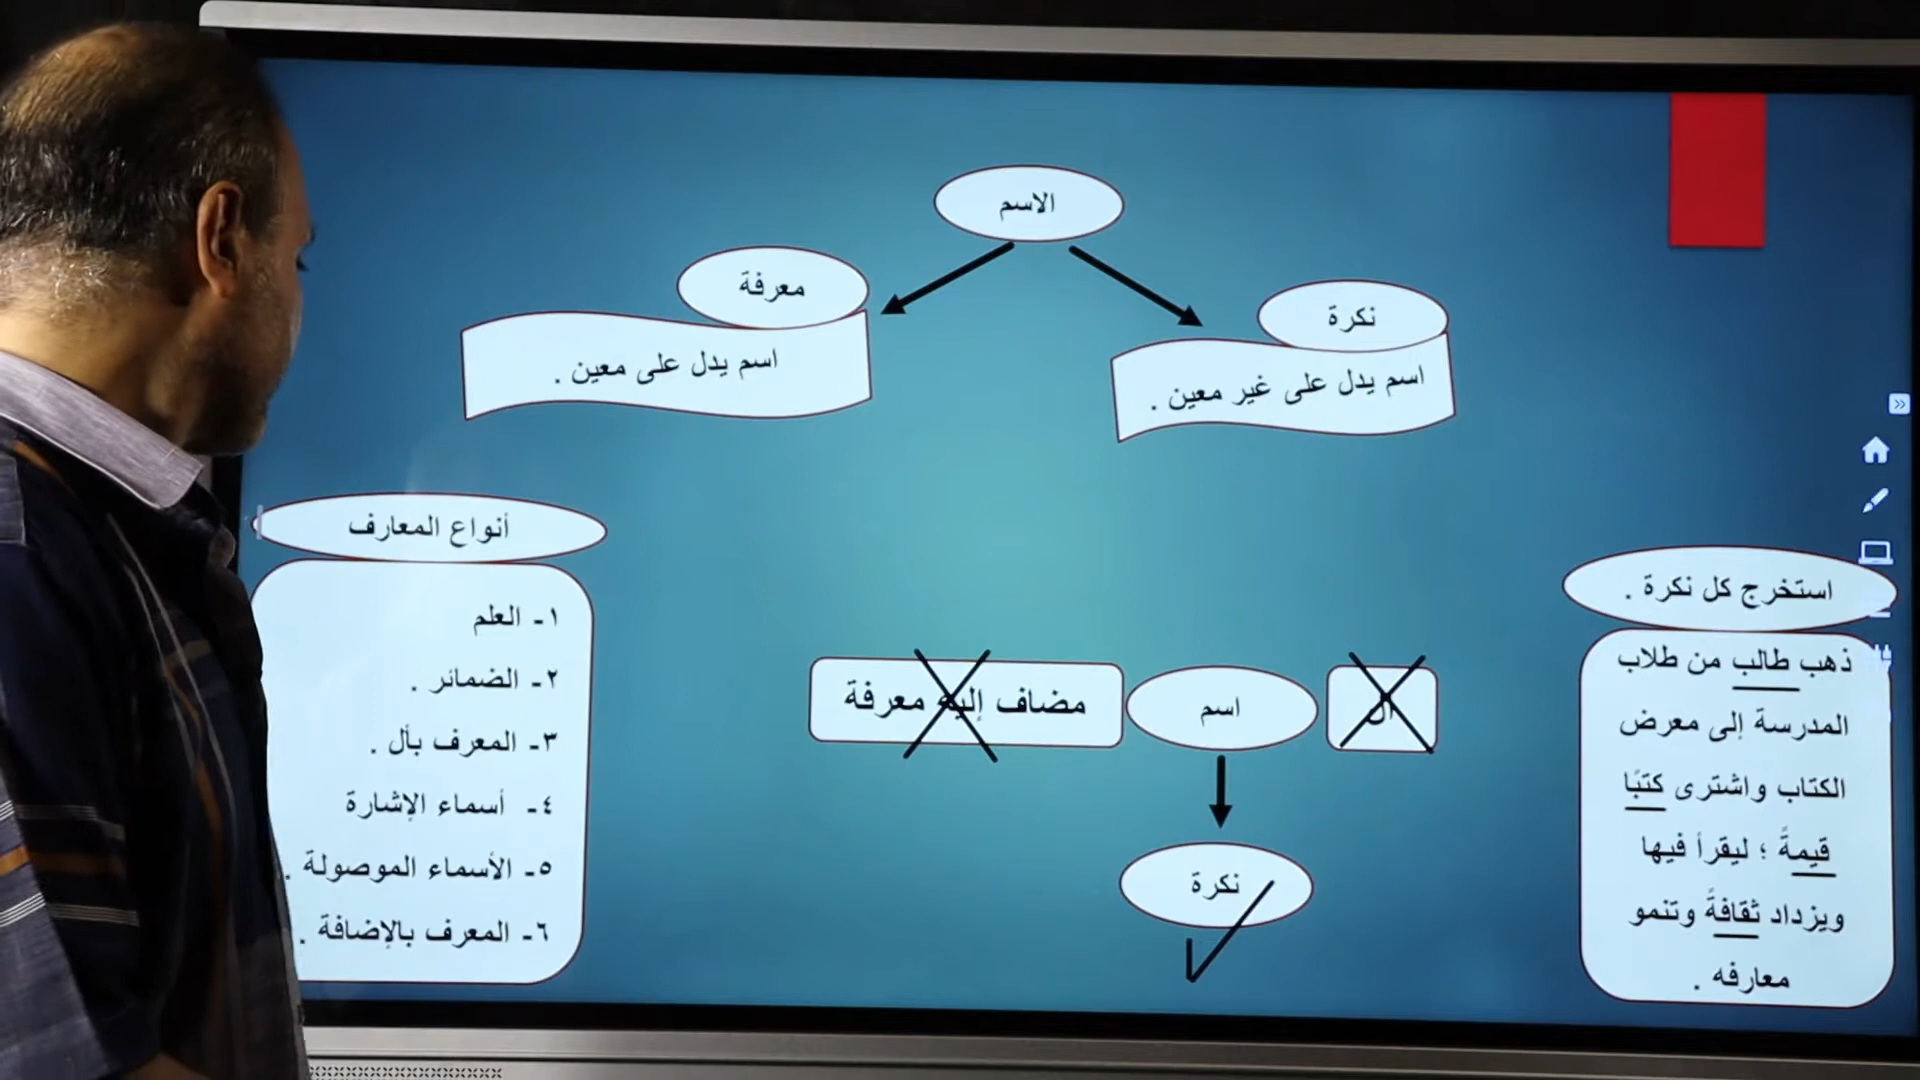 الاسم
معرفة
نكرة
اسم يدل على معين .
اسم يدل على غير معين .
أنواع المعارف
١- العلم
٢- الضمائر .
٣- المعرف بأل .
٤- أسماء الإشارة
٥- الأسماء الموصولة .
٦- المعرف بالإضافة .
ال
اسم
مضاف إليه معرفة
نكرة
استخرج كل نكرة .
ذهب طالب من طلاب
المدرسة إلى معرض
الكتاب واشترى كتبًا
قيمةً ؛ ليقرأ فيها
ويزداد ثقافةً وتنمو
معارفه .